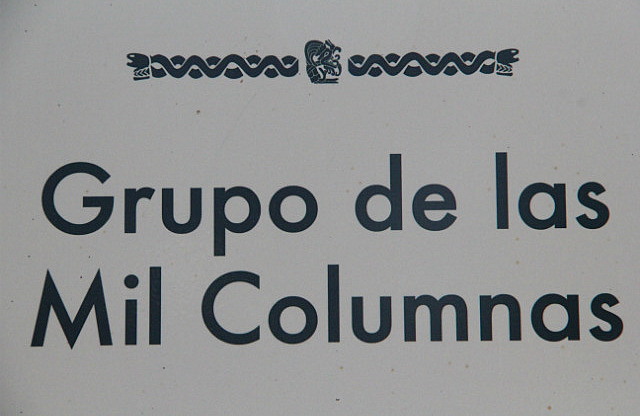 Grupo de las
Mil Columnas